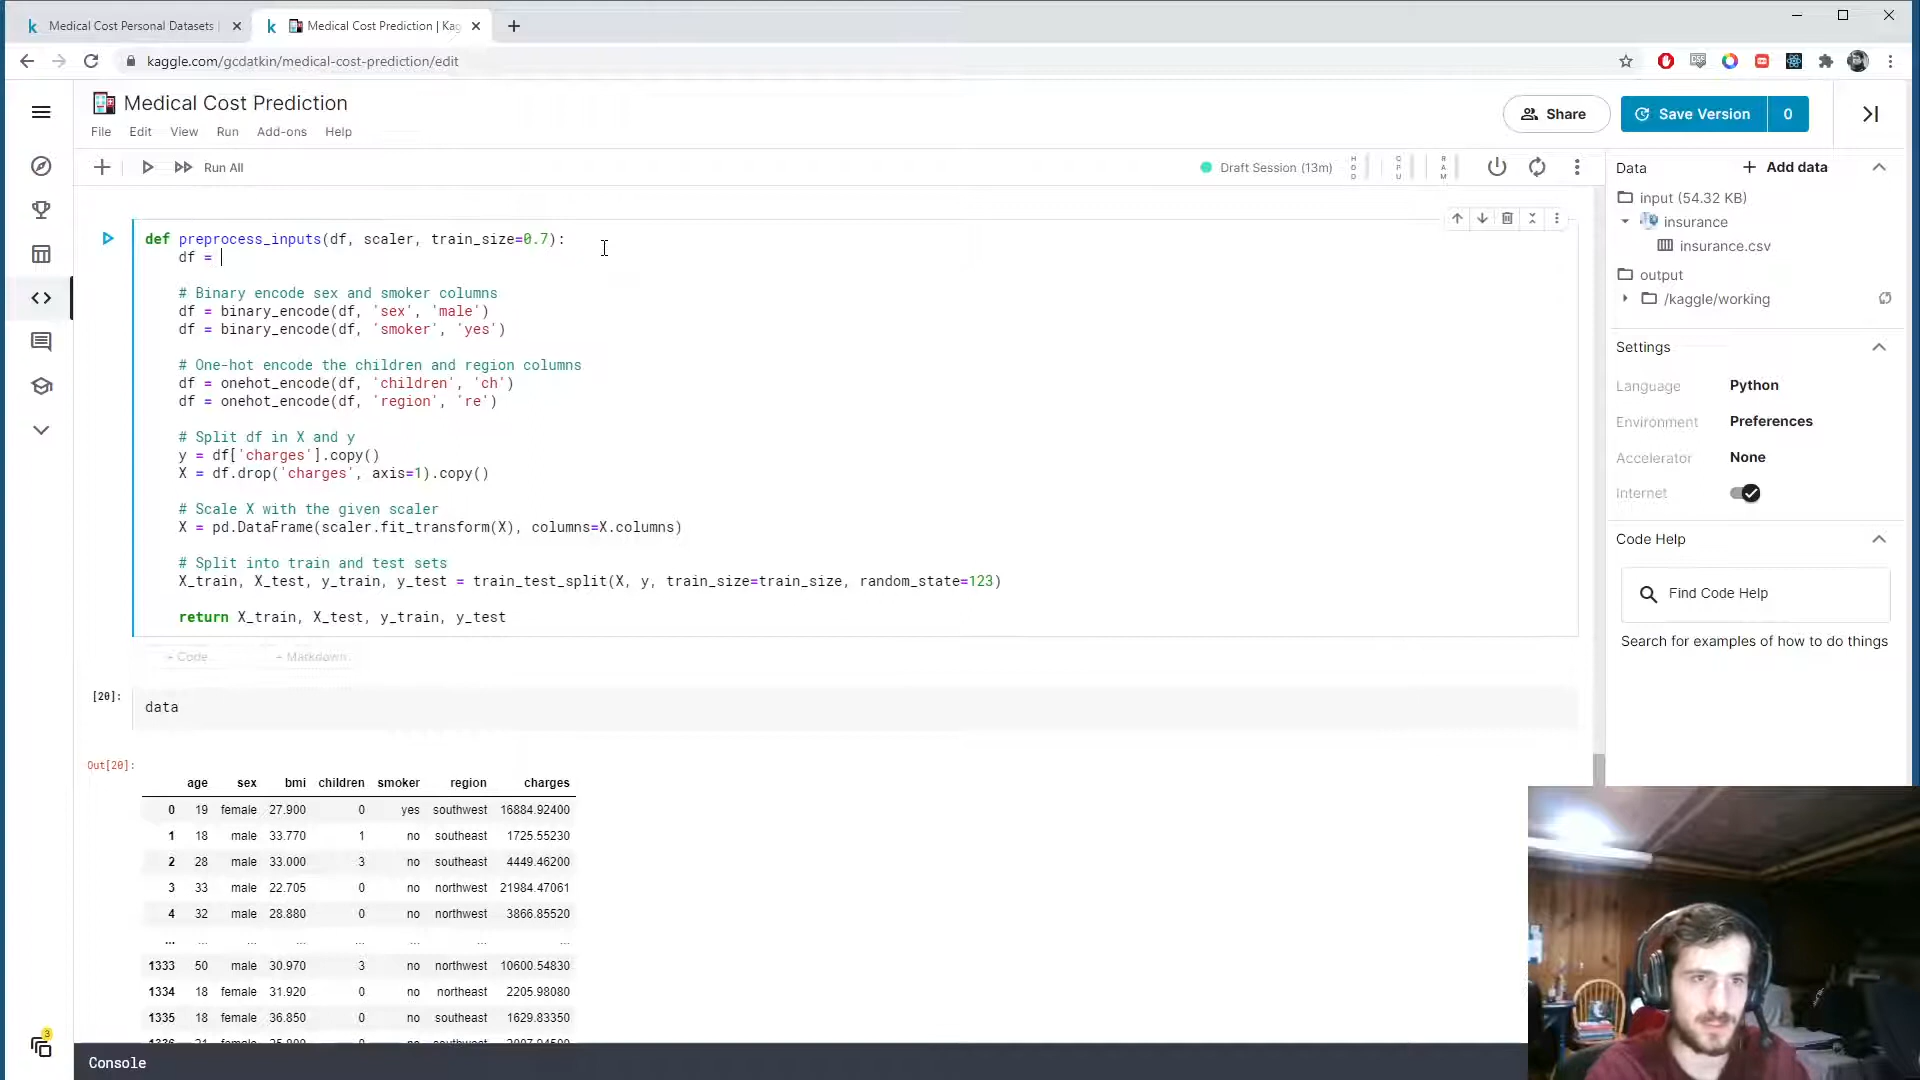 Medical Cost Personal Datasets
Medical Cost Prediction | Kag
kaggle.com/gcdatkin/medical-cost-prediction/edit
Medical Cost Prediction
File Edit View Run Add-ons Help
Share
Save Version 0
Run All
Draft Session (13m)
HDD
CPU
RAM
Data
Add data
input (54.32 KB)
insurance
insurance.csv
output
/kaggle/working
Settings
Language Python
Environment Preferences
Accelerator None
Internet
Code Help
Find Code Help
Search for examples of how to do things
def preprocess_inputs(df, scaler, train_size=0.7):
df =
# Binary encode sex and smoker columns
df = binary_encode(df, 'sex', 'male')
df = binary_encode(df, 'smoker', 'yes')
# One-hot encode the children and region columns
df = onehot_encode(df, 'children', 'ch')
df = onehot_encode(df, 'region', 're')
# Split df in X and y
y = df['charges'].copy()
X = df.drop('charges', axis=1).copy()
# Scale X with the given scaler
X = pd.DataFrame(scaler.fit_transform(X), columns=X.columns)
# Split into train and test sets
X_train, X_test, y_train, y_test = train_test_split(X, y, train_size=train_size, random_state=123)
return X_train, X_test, y_train, y_test
+ Code + Markdown
[20]:
data
Out[20]:
age sex bmi children smoker region charges
0 19 female 27.900 0 yes southwest 16884.92400
1 18 male 33.770 1 no southeast 1725.55230
2 28 male 33.000 3 no southeast 4449.46200
3 33 male 22.705 0 no northwest 21984.47061
4 32 male 28.880 0 no northwest 3866.85520
... ... ... ... ... ... ... ...
1333 50 male 30.970 3 no northwest 10600.54830
1334 18 female 31.920 0 no northeast 2205.98080
1335 18 female 36.850 0 no southeast 1629.83350
3
Console